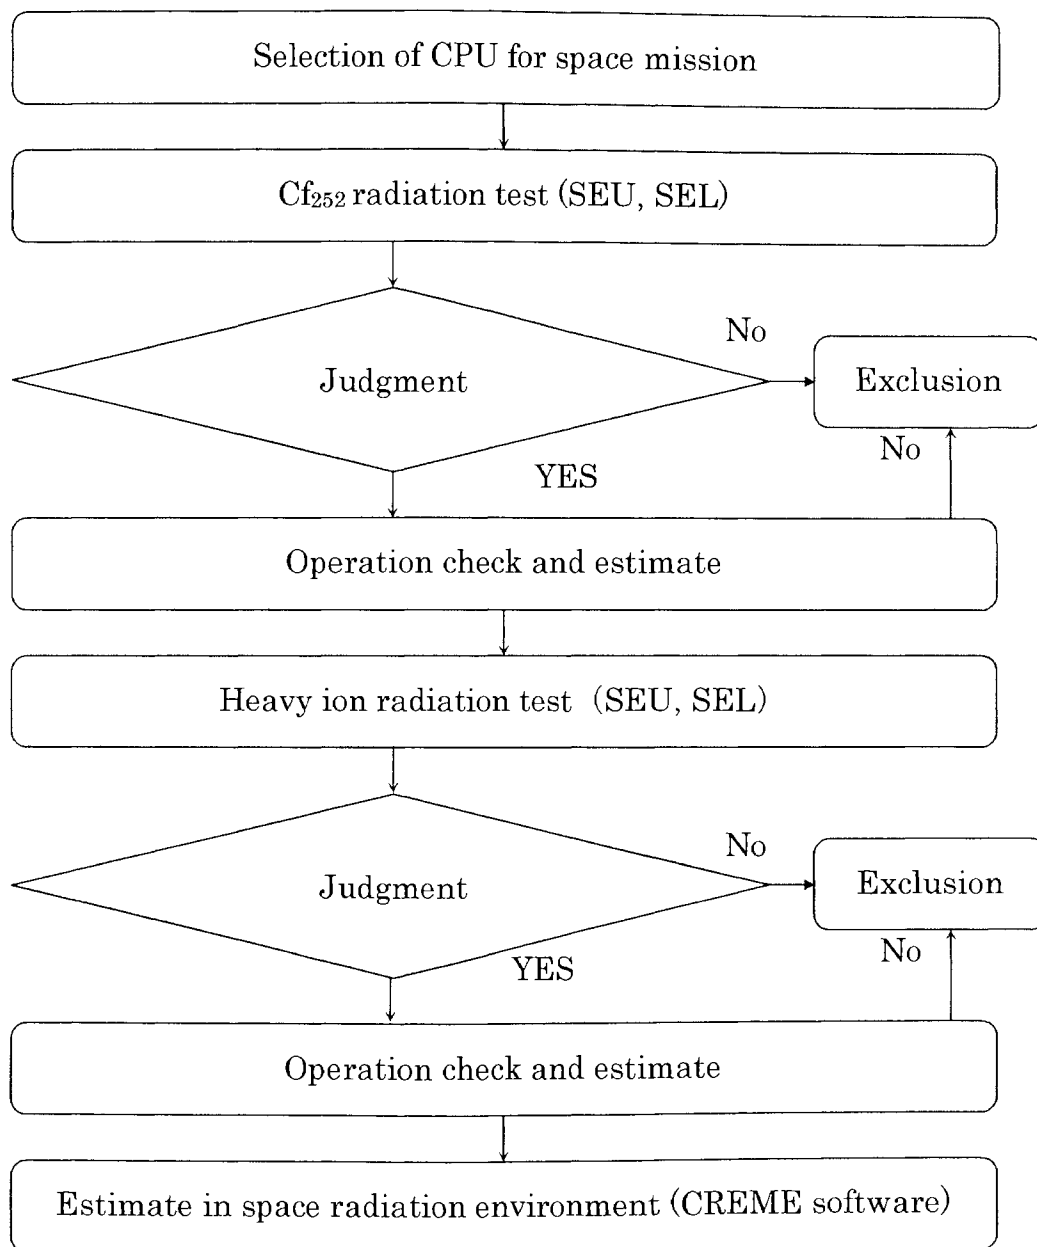 Selection of CPU for space mission
Cf₂₅₂ radiation test (SEU, SEL)
No
Judgment
Exclusion
No
YES
Operation check and estimate
Heavy ion radiation test (SEU, SEL)
No
Judgment
Exclusion
No
YES
Operation check and estimate
Estimate in space radiation environment (CREME software)